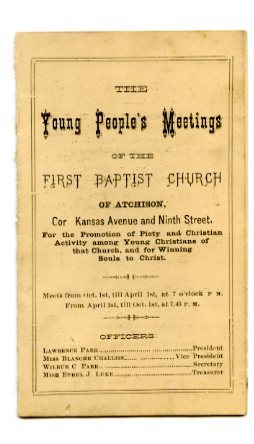 THE
Young People's Meetings
OF THE
FIRST BAPTIST CHURCH
OF ATCHISON,
Cor Kansas Avenue and Ninth Street.
For the Promotion of Piety and Christian
Activity among Young Christians of
that Church, and for Winning
Souls to Christ.
Meets from Oct. 1st, till April 1st, at 7 o'clock P M.
From April 1st, till Oct. 1st, at 7.45 P. M.
OFFICERS
LAWRENCE PARK President
MISS BLANCHE CHALLISS Vice President
WILBUR C PARK Secretary
MISS ETHEL J. LUKE Treasurer